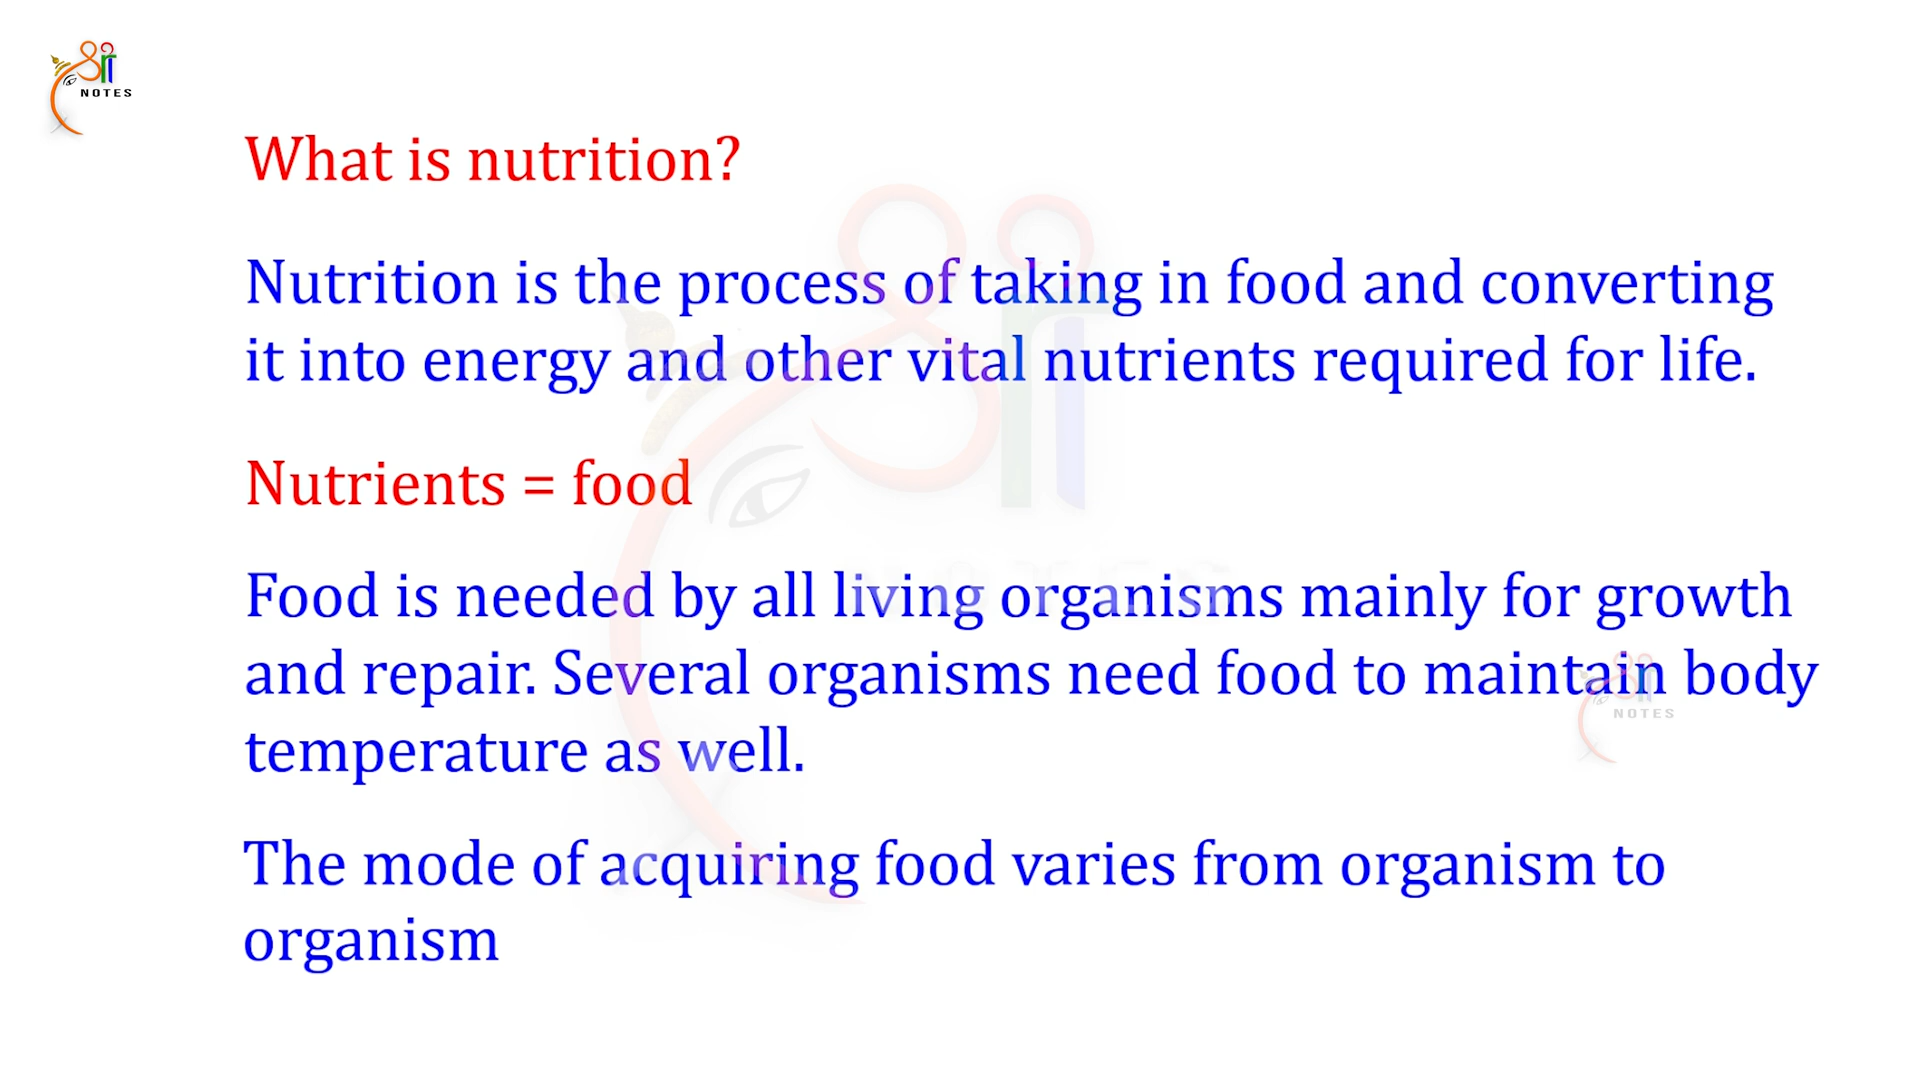 श्री
NOTES
What is nutrition?
Nutrition is the process of taking in food and converting
it into energy and other vital nutrients required for life.
Nutrients = food
Food is needed by all living organisms mainly for growth
and repair. Several organisms need food to maintain body
temperature as well.
NOTES
The mode of acquiring food varies from organism to
organism